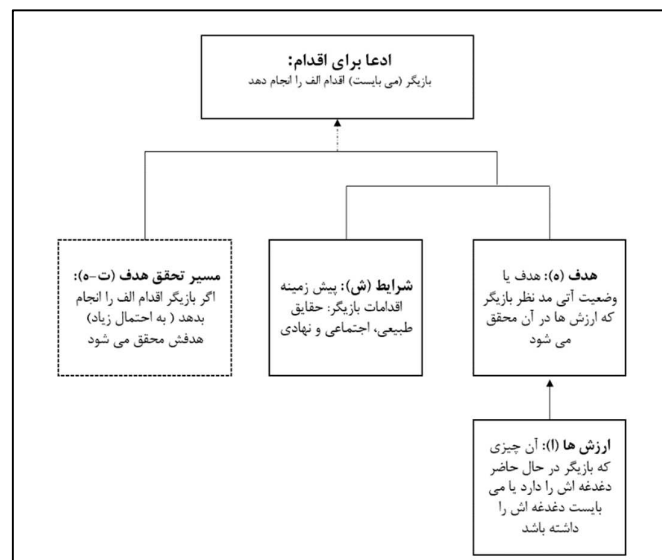 ادعا برای اقدام:
بازیگر (می بایست) اقدام الف را انجام دهد
هدف (ه): هدف یا
وضعیت آتی مد نظر بازیگر
که ارزش ها در آن محقق
می شود
شرایط (ش): پیش زمینه
اقدامات بازیگر: حقایق
طبیعی، اجتماعی و نهادی
مسیر تحقق هدف (ت-ه):
اگر بازیگر اقدام الف را انجام
بدهد ( به احتمال زیاد)
هدفش محقق می شود
ارزش ها (ا): آن چیزی
که بازیگر در حال حاضر
دغدغه اش را دارد یا می
بایست دغدغه اش را
داشته باشد